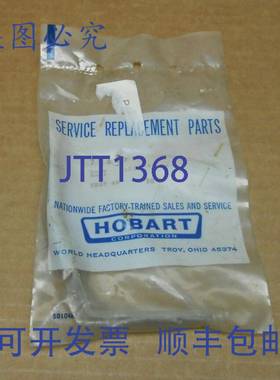 图必究
SERVICE REPLACEMENT PARTS
JTT1368
NATIONWIDE FACTORY-TRAINED SALES AND SERVICE
HOBART
CORPORATION
WORLD HEADQUARTERS TROY, OHIO 45374
可开发票 顺丰包邮